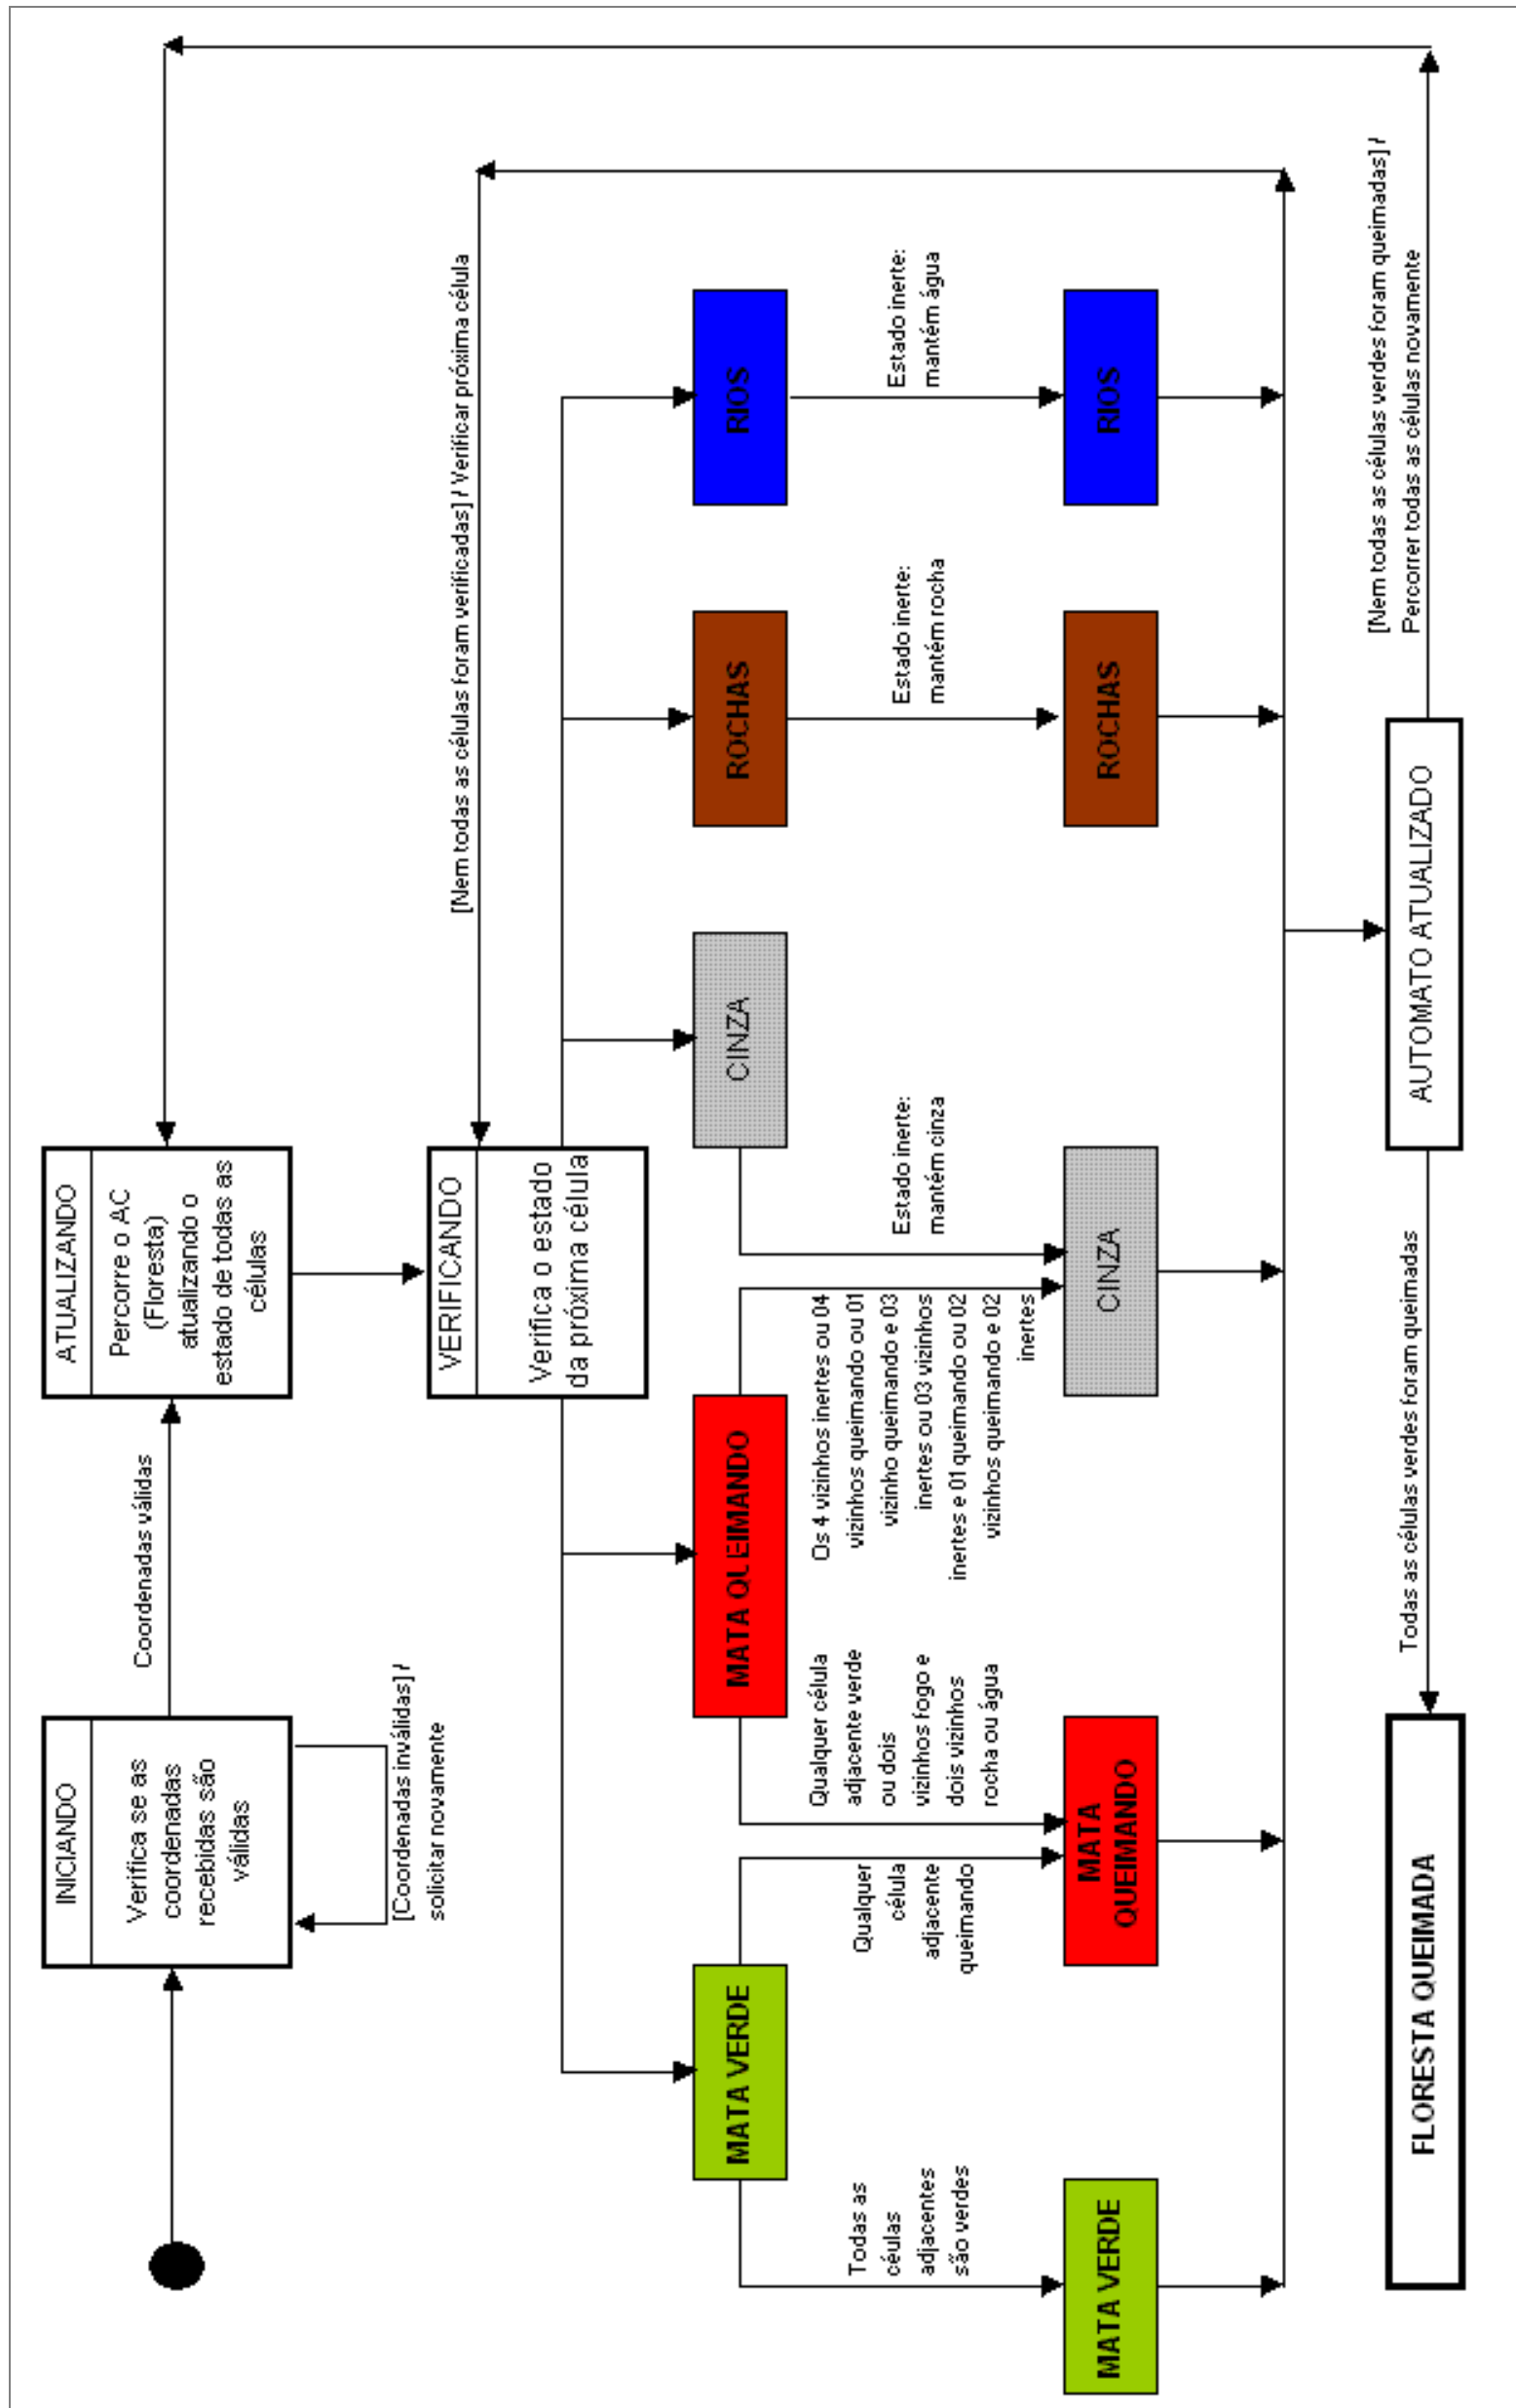 INICIANDO
Verifica se as
coordenadas
recebidas são
válidas
[Coordenadas inválidas] /
solicitar novamente
Coordenadas válidas
ATUALIZANDO
Percorre o AC
(Floresta)
atualizando o
estado de todas as
células
VERIFICANDO
Verifica o estado
da próxima célula
[Nem todas as células foram verificadas] / Verificar próxima célula
MATA VERDE
MATA QUEIMANDO
CINZA
ROCHAS
RIOS
Todas as
céulas
adjacentes
são verdes
Qualquer
célula
adjacente
queimando
Qualquer célula
adjacente verde
ou dois
vizinhos fogo e
dois vizinhos
rocha ou água
Os 4 vizinhos inertes ou 04
vizinhos queimando ou 01
vizinho queimando e 03
inertes ou 03 vizinhos
inertes e 01 queimando ou 02
vizinhos queimando e 02
inertes
Estado inerte:
mantém cinza
Estado inerte:
mantém rocha
Estado inerte:
mantém água
MATA VERDE
MATA
QUEIMANDO
CINZA
ROCHAS
RIOS
FLORESTA QUEIMADA
Todas as células verdes foram queimadas
AUTOMATO ATUALIZADO
[Nem todas as células verdes foram queimadas] /
Percorrer todas as células novamente